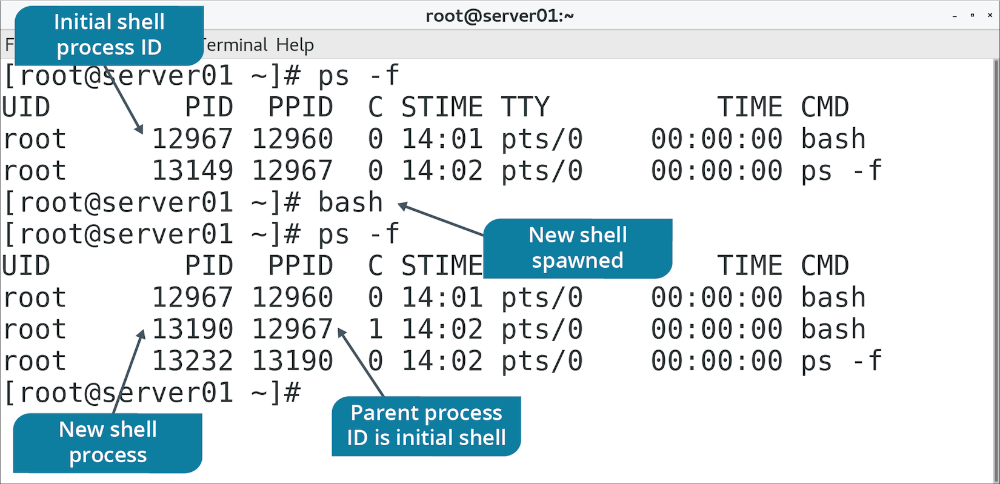 root@server01:~
Initial shell
process ID
Terminal Help
[root@server01 ~]# ps -f
UID PID PPID C STIME TTY TIME CMD
root 12967 12960 0 14:01 pts/0 00:00:00 bash
root 13149 12967 0 14:02 pts/0 00:00:00 ps -f
[root@server01 ~]# bash
[root@server01 ~]# ps -f
New shell
spawned
UID PID PPID C STIME TIME CMD
root 12967 12960 0 14:01 pts/0 00:00:00 bash
root 13190 12967 1 14:02 pts/0 00:00:00 bash
root 13232 13190 0 14:02 pts/0 00:00:00 ps -f
[root@server01 ~]#
Parent process
ID is initial shell
New shell
process